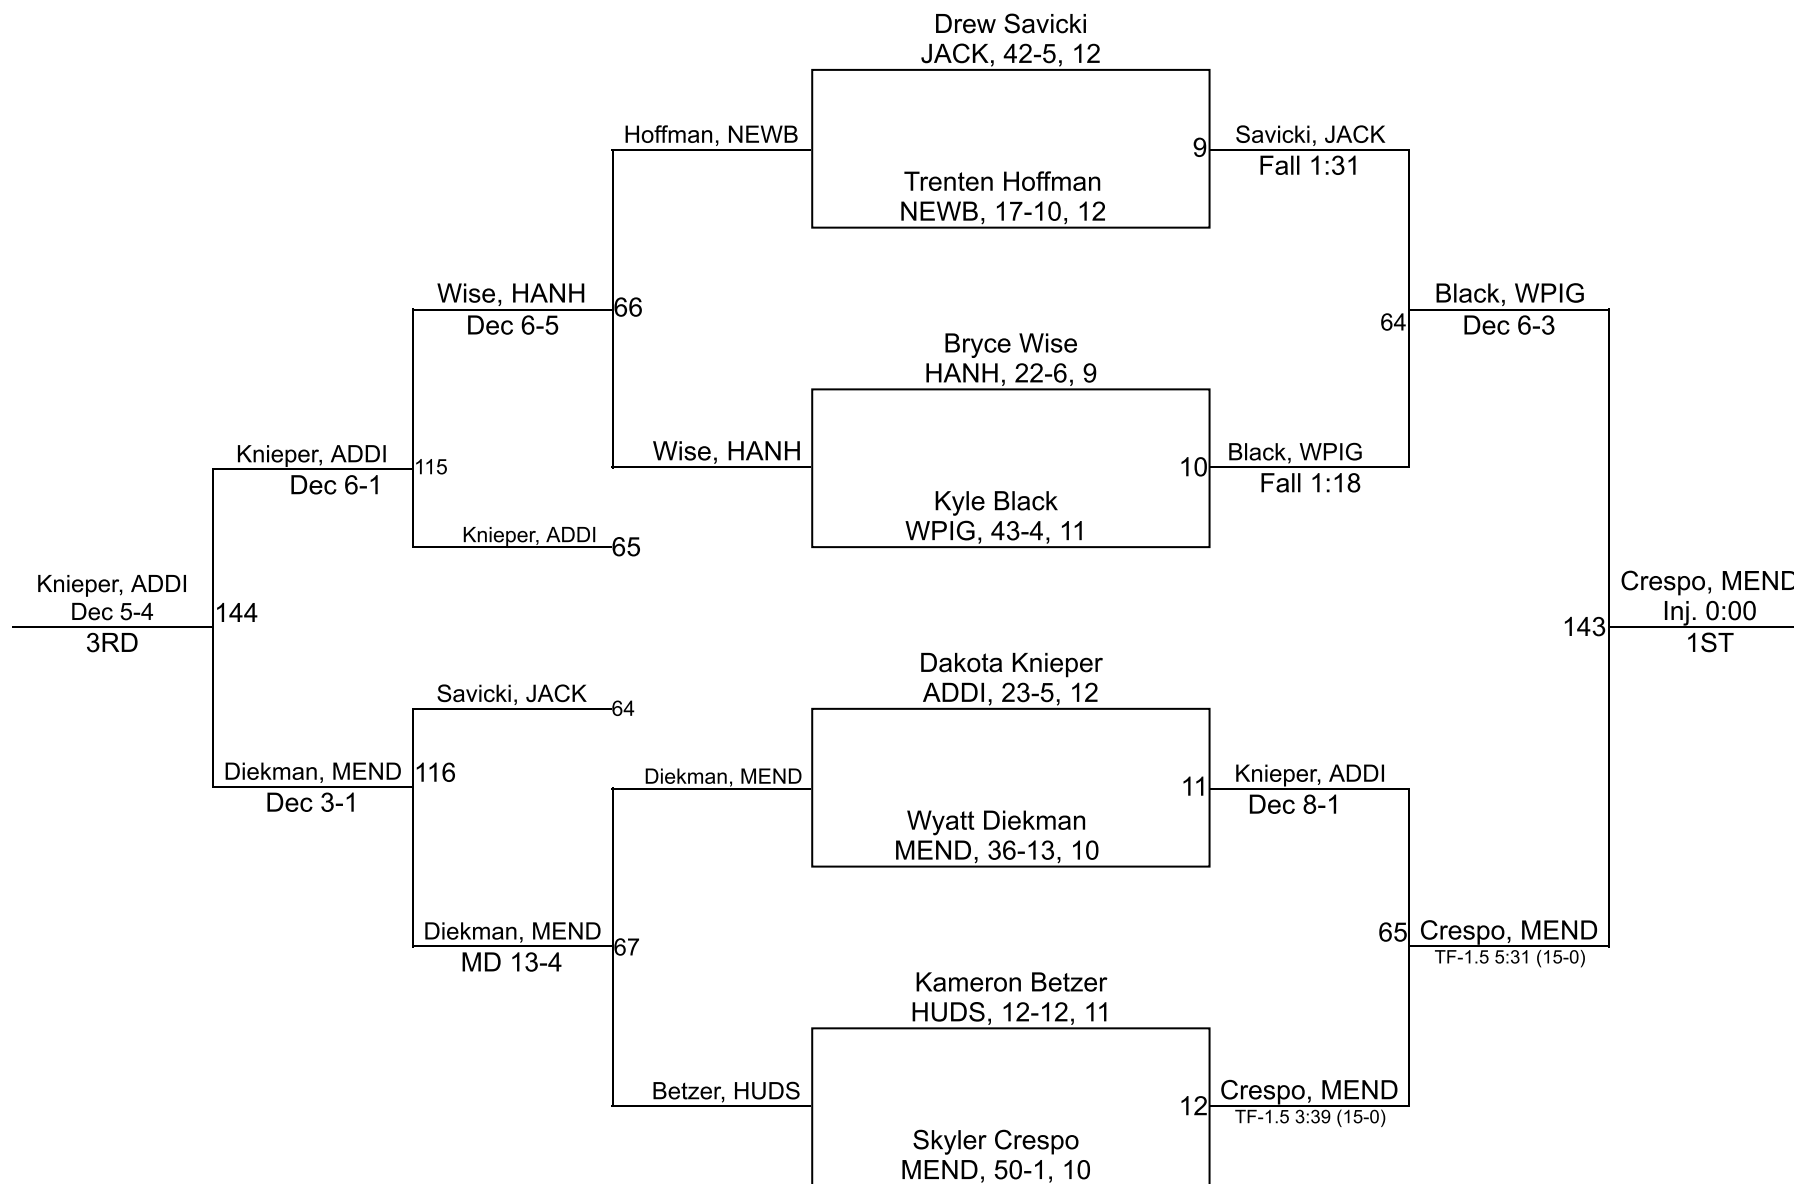 Drew Savicki
JACK, 42-5, 12
Hoffman, NEWB
9
Savicki, JACK
Fall 1:31
Trenten Hoffman
NEWB, 17-10, 12
Wise, HANH
Dec 6-5
66
Black, WPIG
Dec 6-3
64
Bryce Wise
HANH, 22-6, 9
Knieper, ADDI
Dec 6-1
115
Wise, HANH
10
Black, WPIG
Fall 1:18
Kyle Black
WPIG, 43-4, 11
Knieper, ADDI
65
Knieper, ADDI
Dec 5-4
3RD
144
143
Crespo, MEND
Inj. 0:00
1ST
Dakota Knieper
ADDI, 23-5, 12
Savicki, JACK
64
Diekman, MEND
Dec 3-1
116
Diekman, MEND
11
Knieper, ADDI
Dec 8-1
Wyatt Diekman
MEND, 36-13, 10
Diekman, MEND
MD 13-4
67
65
Crespo, MEND
TF-1.5 5:31 (15-0)
Kameron Betzer
HUDS, 12-12, 11
Betzer, HUDS
12
Crespo, MEND
TF-1.5 3:39 (15-0)
Skyler Crespo
MEND, 50-1, 10